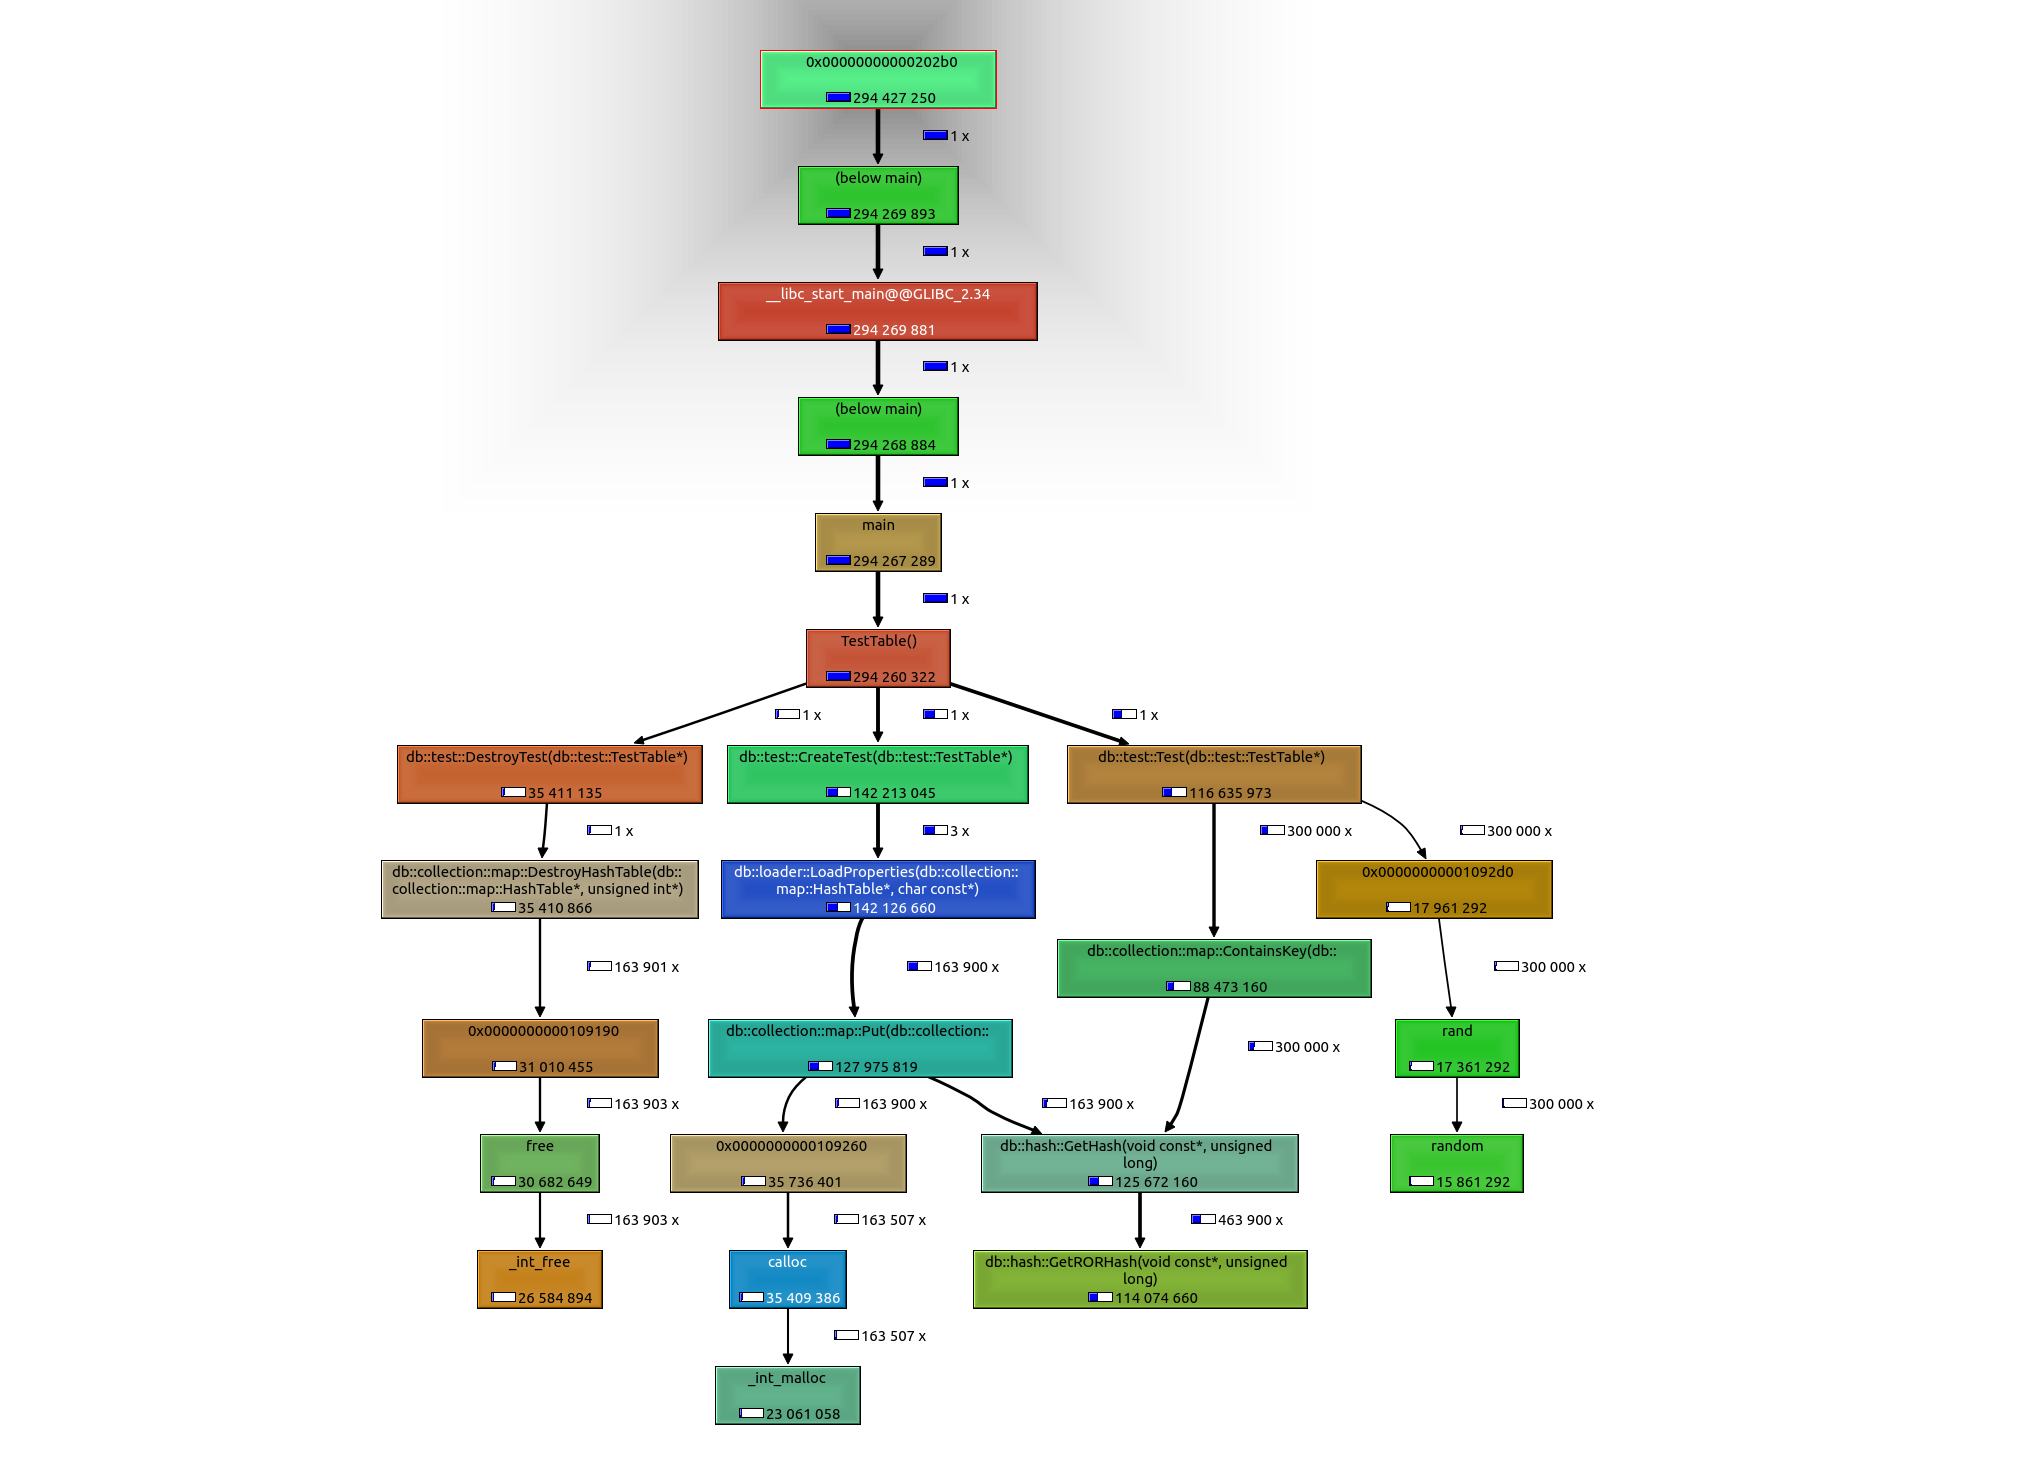 0x00000000000202b0
294 427 250
1 x
(below main)
294 269 893
1 x
__libc_start_main@@GLIBC_2.34
294 269 881
1 x
(below main)
294 268 884
1 x
main
294 267 289
1 x
TestTable()
294 260 322
1 x
1 x
1 x
db::test::DestroyTest(db::test::TestTable*)
35 411 135
db::test::CreateTest(db::test::TestTable*)
142 213 045
db::test::Test(db::test::TestTable*)
116 635 973
1 x
3 x
300 000 x
300 000 x
db::collection::map::DestroyHashTable(db::
collection::map::HashTable*, unsigned int*)
35 410 866
db::loader::LoadProperties(db::collection::
map::HashTable*, char const*)
142 126 660
0x00000000001092d0
17 961 292
db::collection::map::ContainsKey(db::
88 473 160
163 901 x
163 900 x
300 000 x
0x0000000000109190
31 010 455
db::collection::map::Put(db::collection::
127 975 819
300 000 x
rand
17 361 292
163 903 x
163 900 x
163 900 x
300 000 x
free
30 682 649
0x0000000000109260
35 736 401
db::hash::GetHash(void const*, unsigned
long)
125 672 160
random
15 861 292
163 903 x
163 507 x
463 900 x
_int_free
26 584 894
calloc
35 409 386
db::hash::GetRORHash(void const*, unsigned
long)
114 074 660
163 507 x
_int_malloc
23 061 058